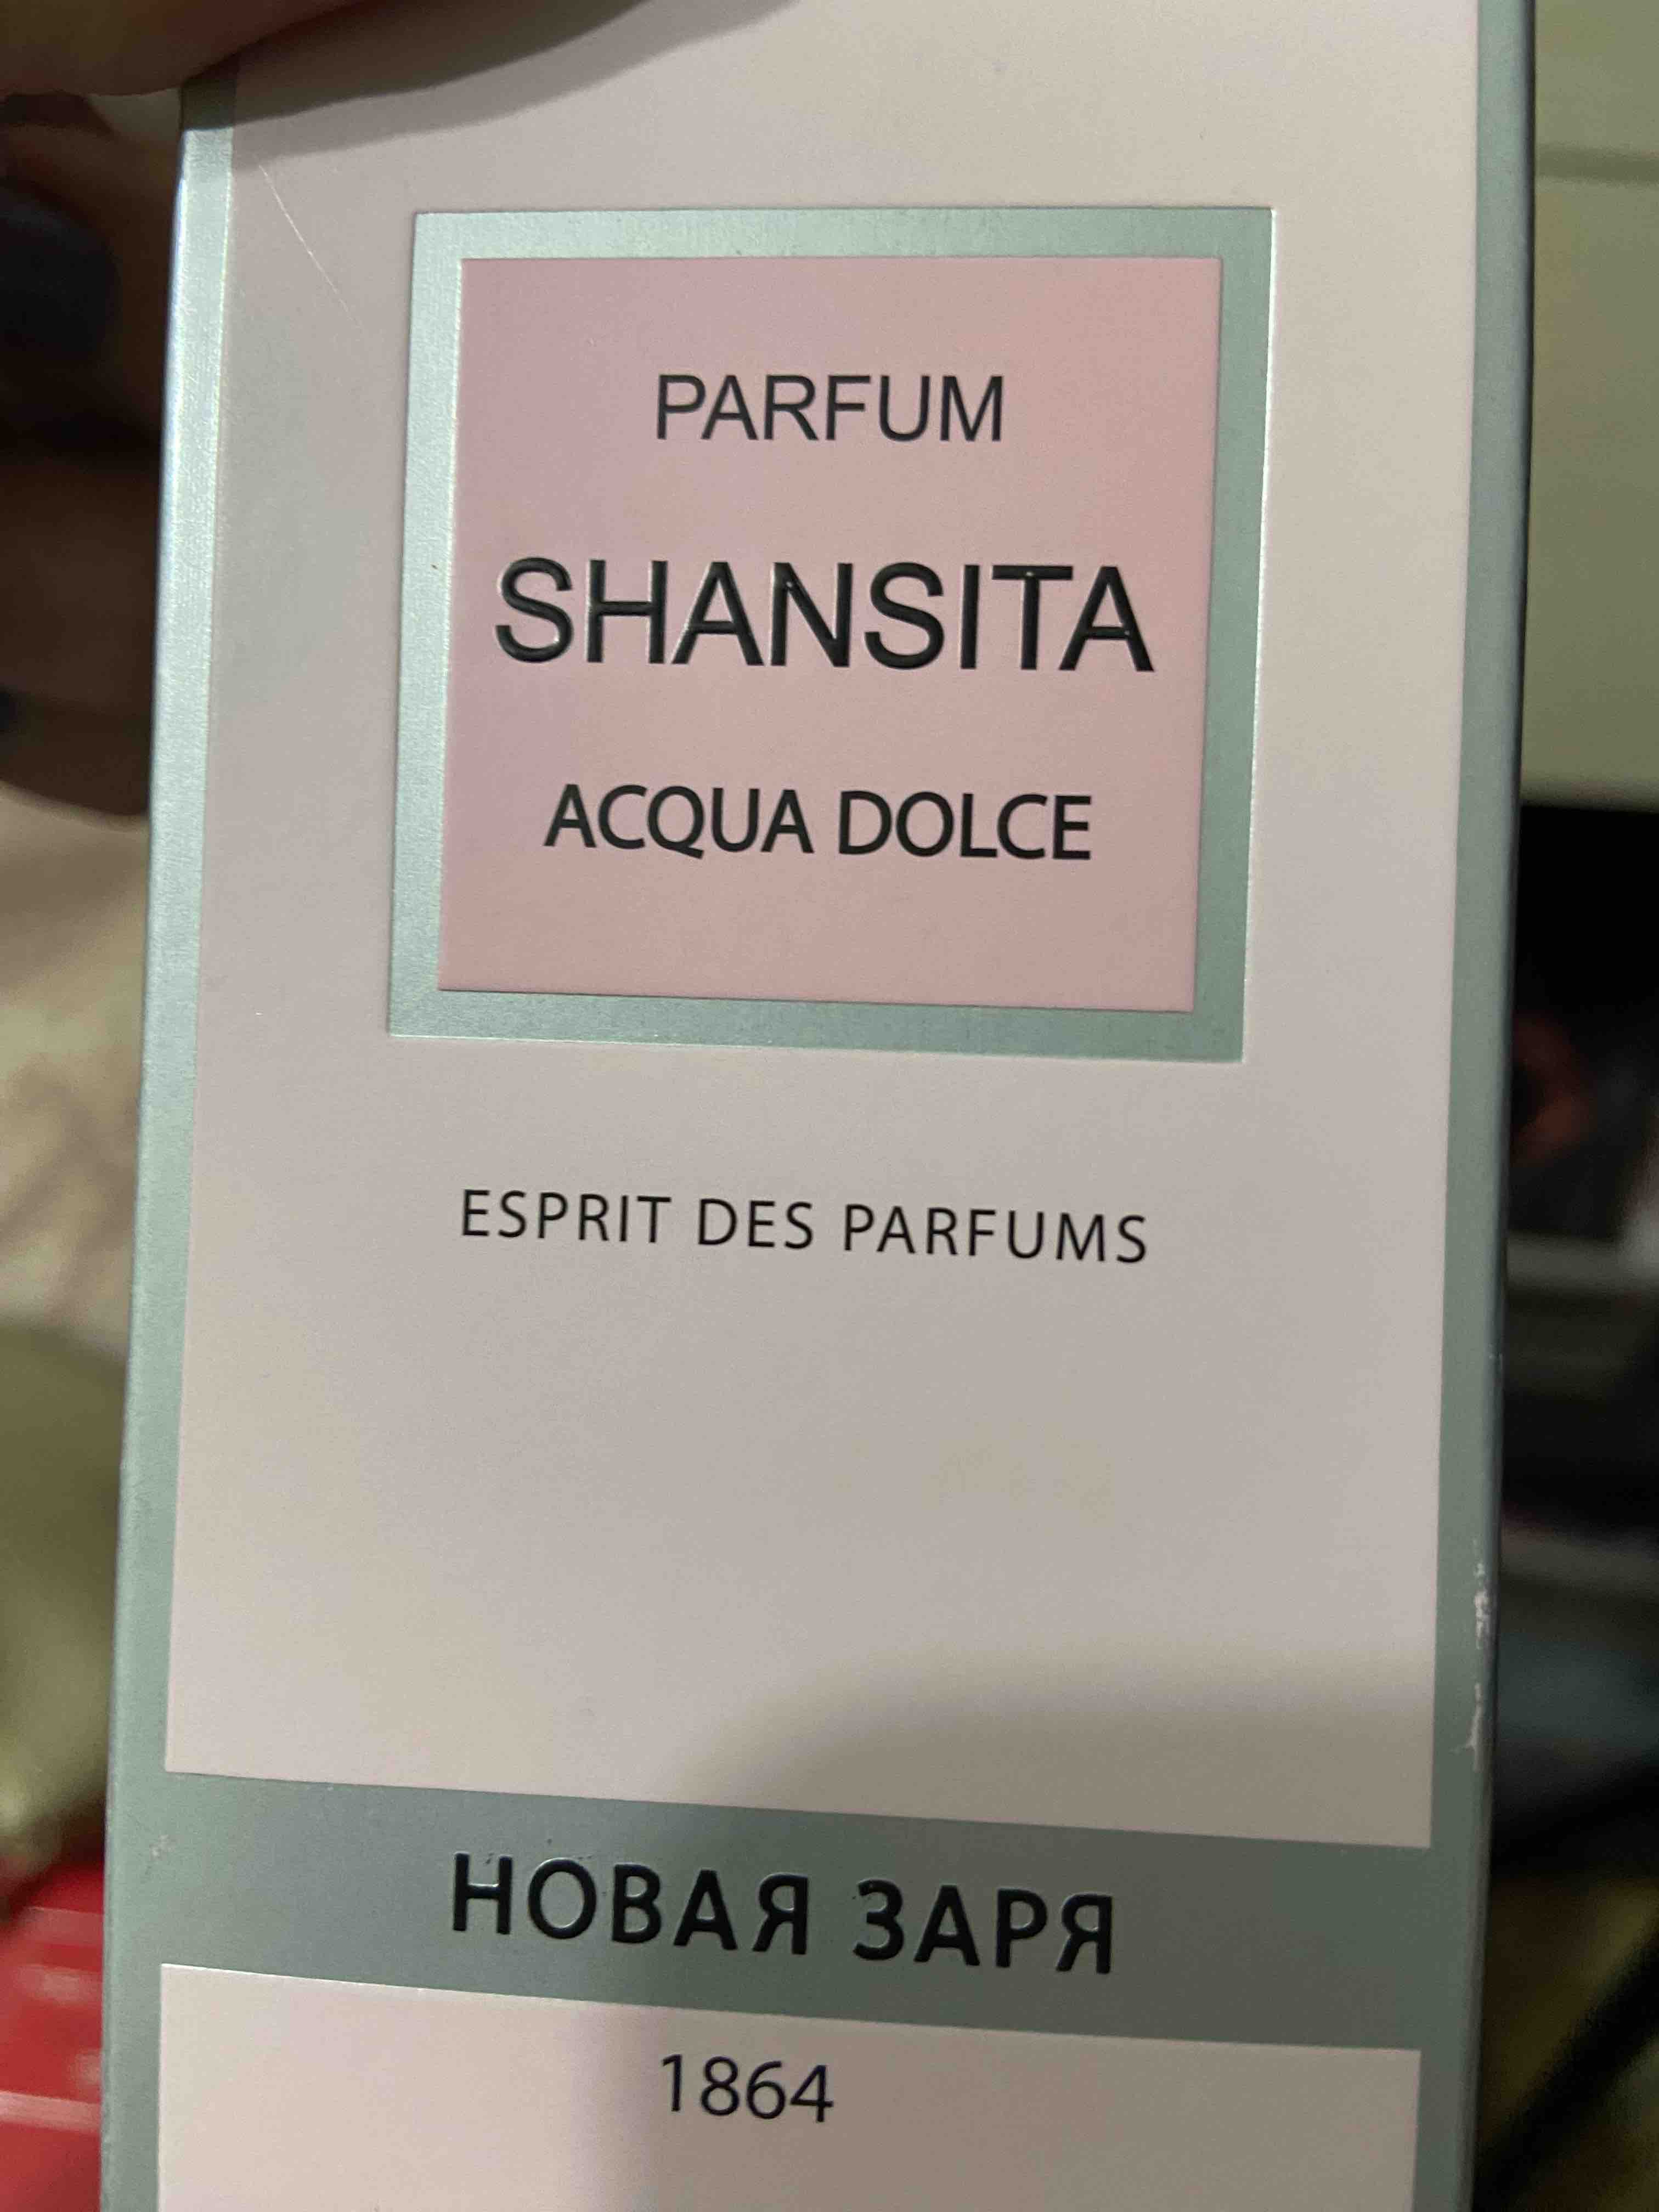 PARFUM
SHANSITA
ACQUA DOLCE
ESPRIT DES PARFUMS
НОВАЯ ЗАРЯ
1864